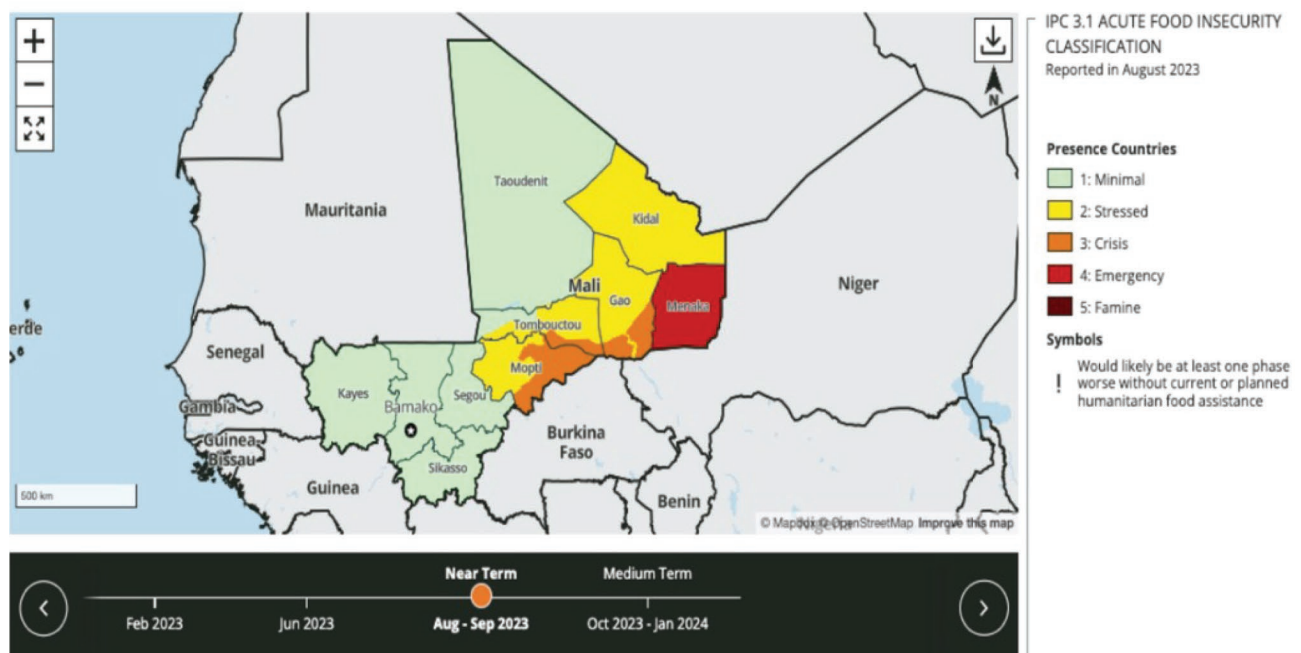 IPC 3.1 ACUTE FOOD INSECURITY
CLASSIFICATION
Reported in August 2023
Presence Countries
1: Minimal
2: Stressed
3: Crisis
4: Emergency
5: Famine
Symbols
! Would likely be at least one phase
worse without current or planned
humanitarian food assistance
+
−
N
Taoudenit
Mauritania
Kidal
Mali
Niger
Gao
Menaka
erde
Tombouctou
Senegal
Mopti
Kayes
Segou
Bamako
Gambia
Guinea
Bissau
Burkina
Faso
Sikasso
Guinea
Benin
500 km
Nigeria
© Mapbox © OpenStreetMap Improve this map
Near Term
Medium Term
Feb 2023
Jun 2023
Aug - Sep 2023
Oct 2023 - Jan 2024